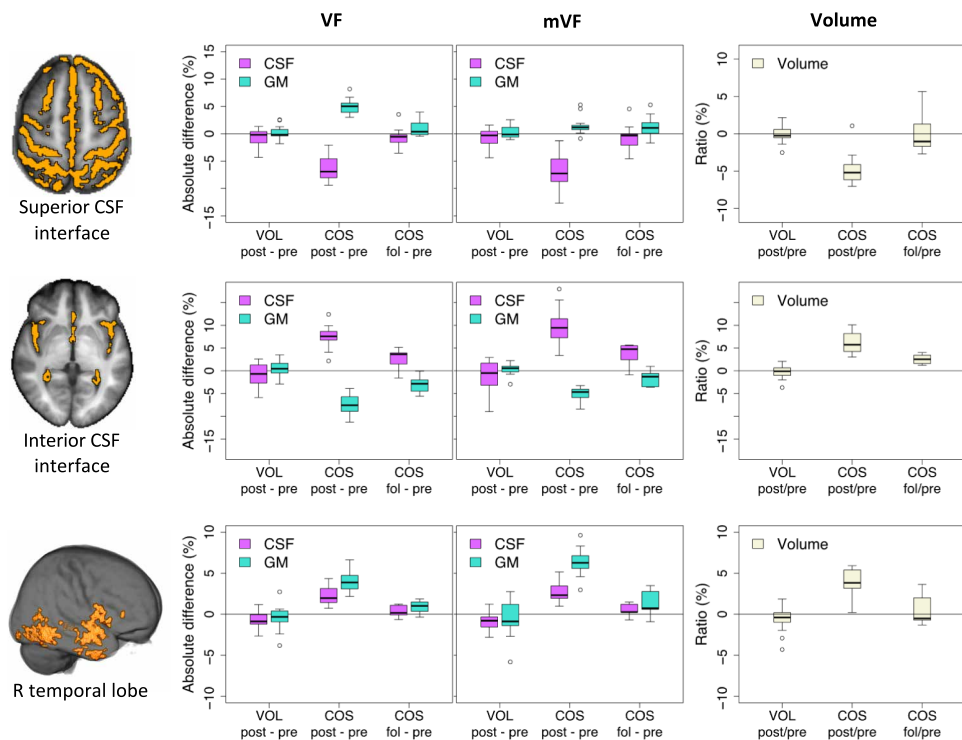 VF
mVF
Volume
Superior CSF
interface
Absolute difference (%)
15
10
5
0
−5
−15
CSF
GM
VOL
post - pre
COS
post - pre
COS
fol - pre
CSF
GM
VOL
post - pre
COS
post - pre
COS
fol - pre
Ratio (%)
10
5
0
−5
−10
Volume
VOL
post/pre
COS
post/pre
COS
fol/pre
Interior CSF
interface
Absolute difference (%)
10
5
0
−5
−15
CSF
GM
VOL
post - pre
COS
post - pre
COS
fol - pre
CSF
GM
VOL
post - pre
COS
post - pre
COS
fol - pre
Ratio (%)
10
5
0
−5
−15
Volume
VOL
post/pre
COS
post/pre
COS
fol/pre
R temporal lobe
Absolute difference (%)
10
5
0
−5
−10
CSF
GM
VOL
post - pre
COS
post - pre
COS
fol - pre
CSF
GM
VOL
post - pre
COS
post - pre
COS
fol - pre
Ratio (%)
10
5
0
−5
−10
Volume
VOL
post/pre
COS
post/pre
COS
fol/pre